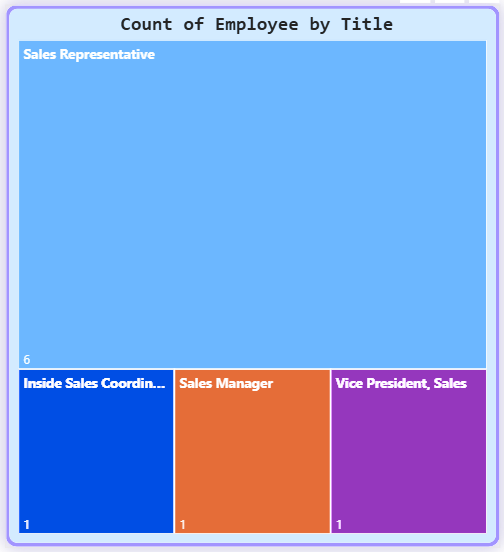 Count of Employee by Title
Sales Representative
6
Inside Sales Coordin...
Sales Manager
Vice President, Sales
1
1
1